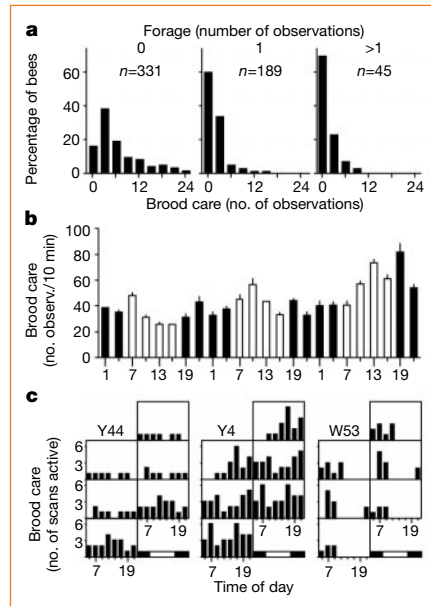 a
Forage (number of observations)
0 1 >1
n=331 n=189 n=45
Percentage of bees
60
40
20
0
0 12 24 0 12 24 0 12 24
Brood care (no. of observations)
b
Brood care
(no. observ./10 min)
100
80
60
40
20
0
1 7 13 19 1 7 13 19 1 7 13 19
c
Y44 Y4 W53
Brood care
(no. of scans active)
6 6 6
3 3 3
6 6 6
3 3 3
7 19 7 19 7 19
7 19 7 19 7 19
Time of day